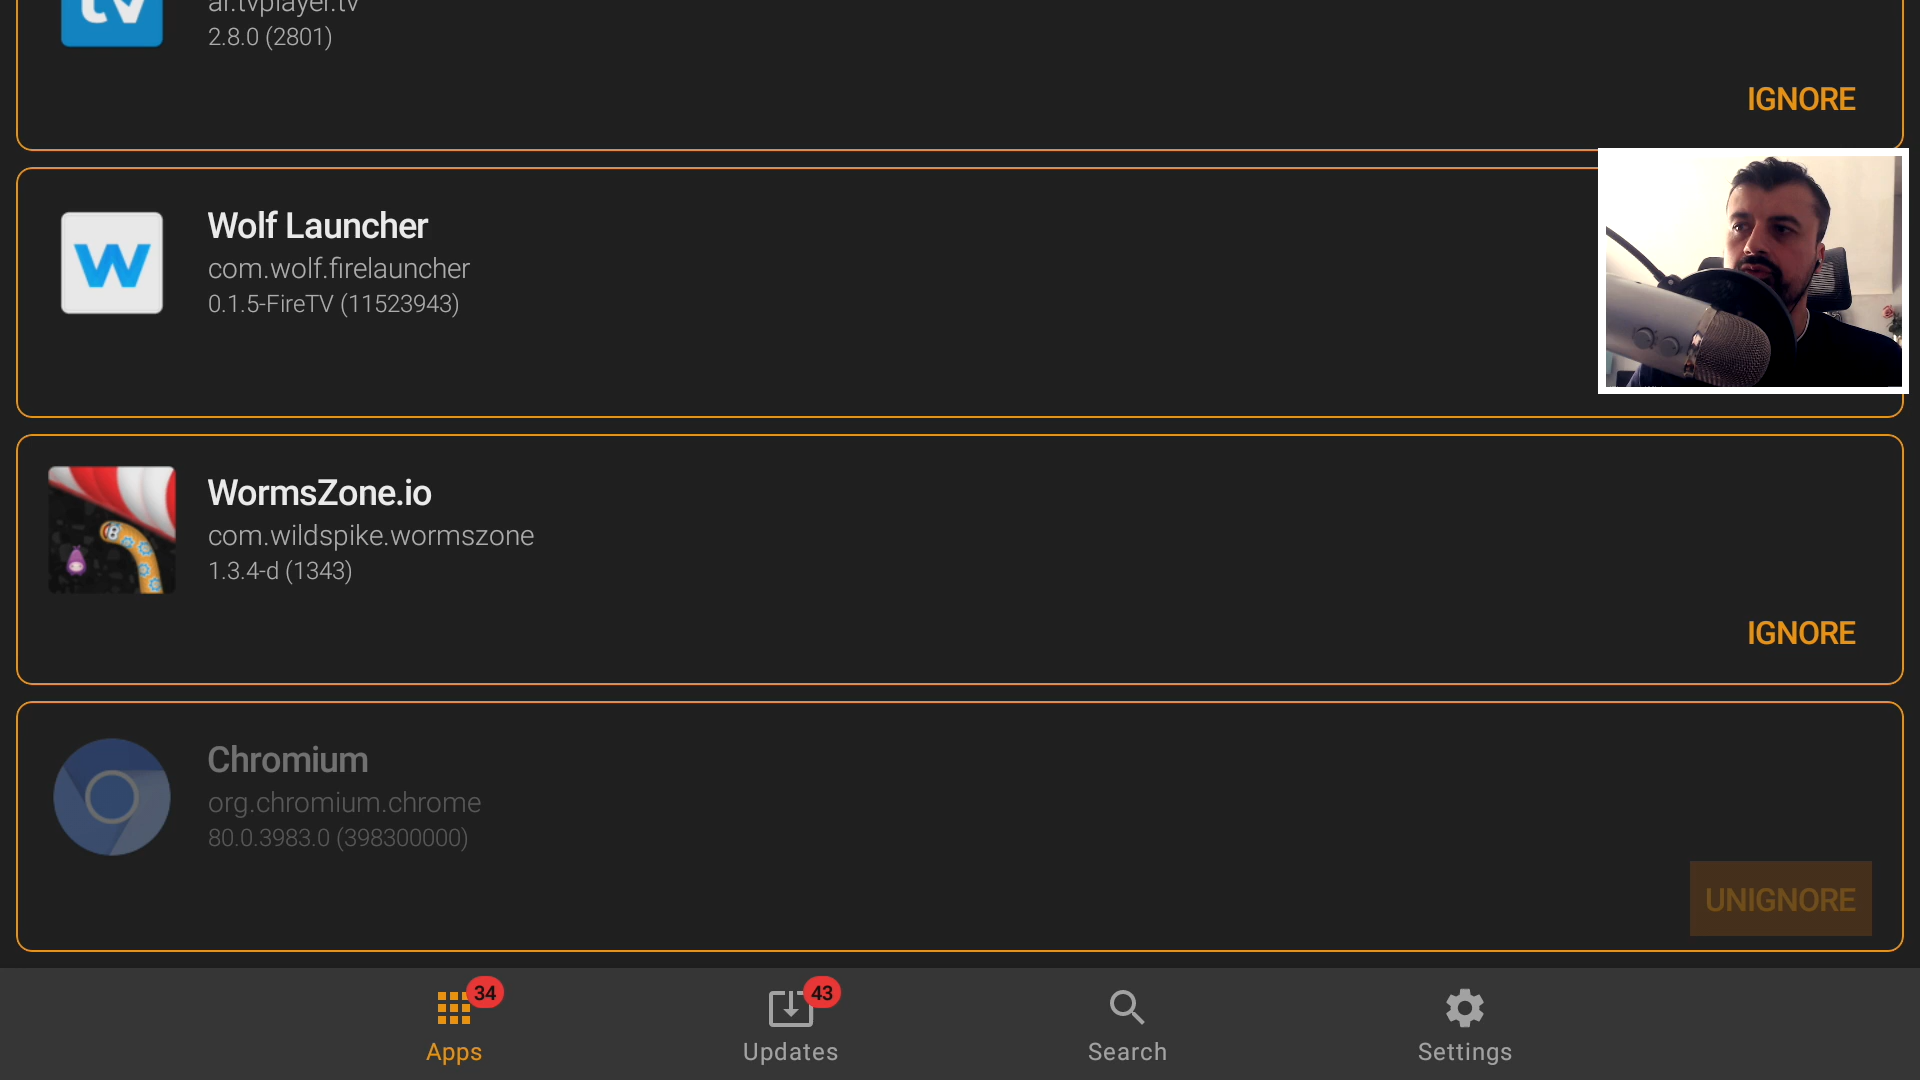 tv
ar.tvplayer.tv
2.8.0 (2801)
IGNORE
W
Wolf Launcher
com.wolf.firelauncher
0.1.5-FireTV (11523943)
WormsZone.io
com.wildspike.wormszone
1.3.4-d (1343)
IGNORE
Chromium
org.chromium.chrome
80.0.3983.0 (398300000)
UNIGNORE
34
43
Apps
Updates
Search
Settings